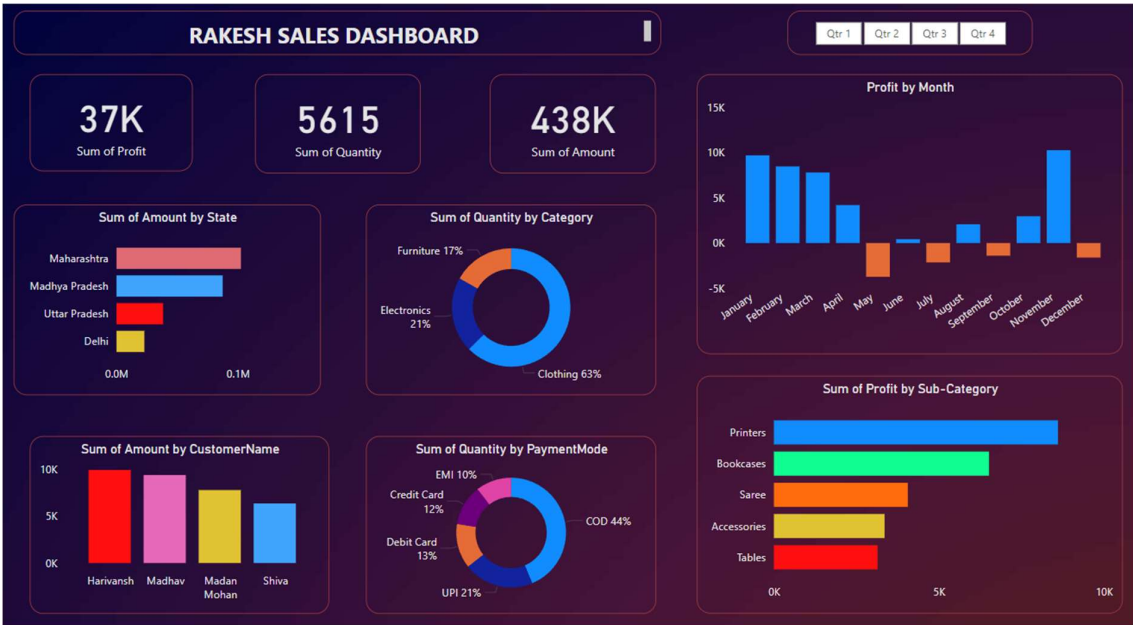 RAKESH SALES DASHBOARD
Qtr 1 Qtr 2 Qtr 3 Qtr 4
37K
Sum of Profit
5615
Sum of Quantity
438K
Sum of Amount
Profit by Month
15K
10K
5K
0K
-5K
January February March April May June July August September October November December
Sum of Amount by State
Maharashtra
Madhya Pradesh
Uttar Pradesh
Delhi
0.0M 0.1M
Sum of Quantity by Category
Furniture 17%
Electronics
21%
Clothing 63%
Sum of Profit by Sub-Category
Printers
Bookcases
Saree
Accessories
Tables
0K 5K 10K
Sum of Amount by CustomerName
10K
5K
0K
Harivansh Madhav Madan Shiva
Mohan
Sum of Quantity by PaymentMode
EMI 10%
Credit Card
12%
COD 44%
Debit Card
13%
UPI 21%